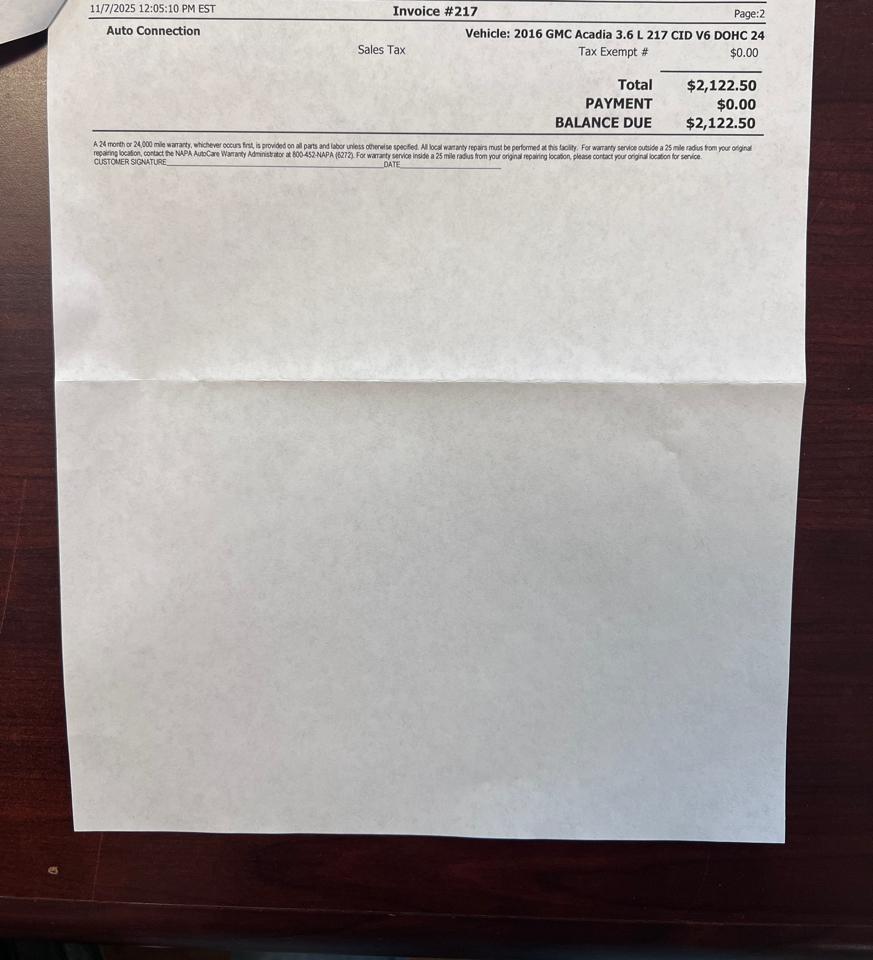 11/7/2025 12:05:10 PM EST Invoice #217 Page:2
Auto Connection Vehicle: 2016 GMC Acadia 3.6 L 217 CID V6 DOHC 24
Sales Tax Tax Exempt # $0.00
Total $2,122.50
PAYMENT $0.00
BALANCE DUE $2,122.50
A 24 month or 24,000 mile warranty, whichever occurs first, is provided on all parts and labor unless otherwise specified. All local warranty repairs must be performed at this facility. For warranty service outside a 25 mile radius from your original
repairing location, contact the NAPA AutoCare Warranty Administrator at 800-452-NAPA (6272). For warranty service inside a 25 mile radius from your original repairing location, please contact your original location for service.
CUSTOMER SIGNATURE DATE